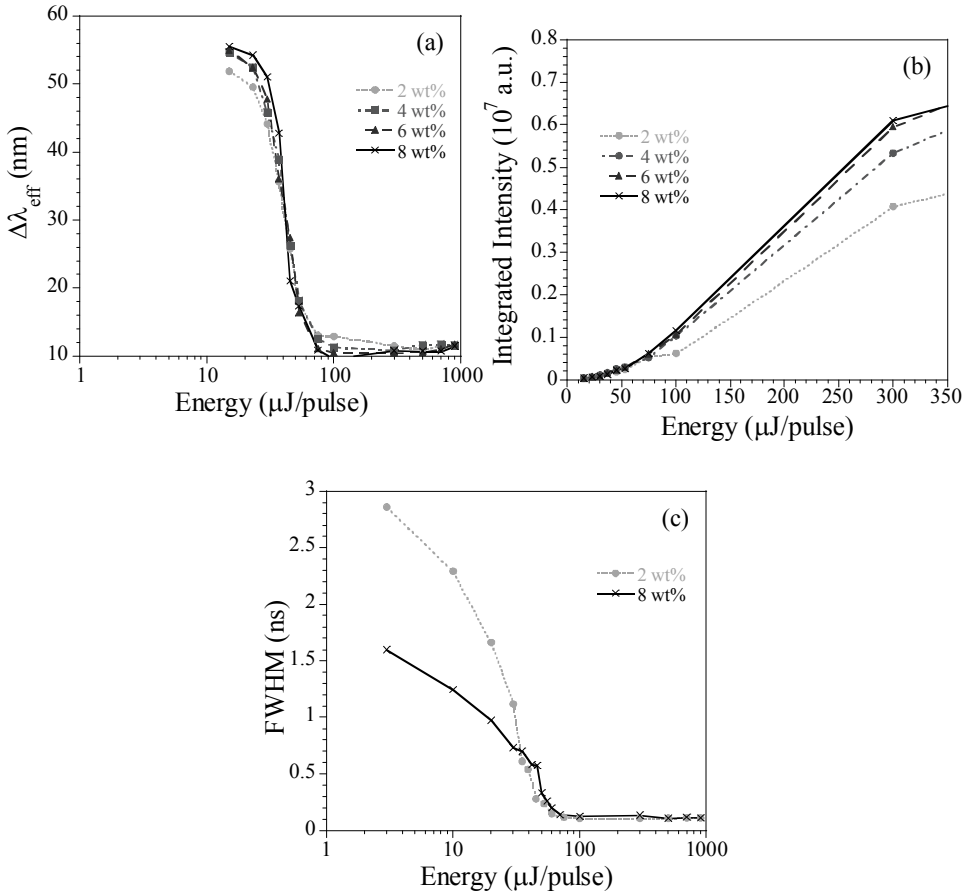 (a)
60
50
40
30
20
10
Δλeff (nm)
2 wt%
4 wt%
6 wt%
8 wt%
1
10
100
1000
Energy (μJ/pulse)
(b)
0.8
0.7
0.6
0.5
0.4
0.3
0.2
0.1
0
Integrated Intensity (10⁷ a.u.)
2 wt%
4 wt%
6 wt%
8 wt%
0
50
100
150
200
250
300
350
Energy (μJ/pulse)
(c)
3
2.5
2
1.5
1
0.5
0
FWHM (ns)
2 wt%
8 wt%
1
10
100
1000
Energy (μJ/pulse)